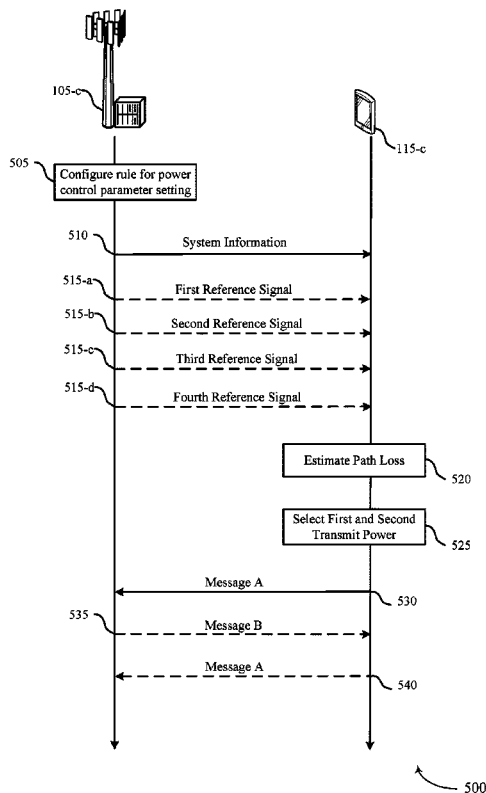 105-c
115-c
505
Configure rule for power
control parameter setting
510
System Information
515-a
First Reference Signal
515-b
Second Reference Signal
515-c
Third Reference Signal
515-d
Fourth Reference Signal
Estimate Path Loss
520
Select First and Second
Transmit Power
525
Message A
530
535
Message B
Message A
540
500